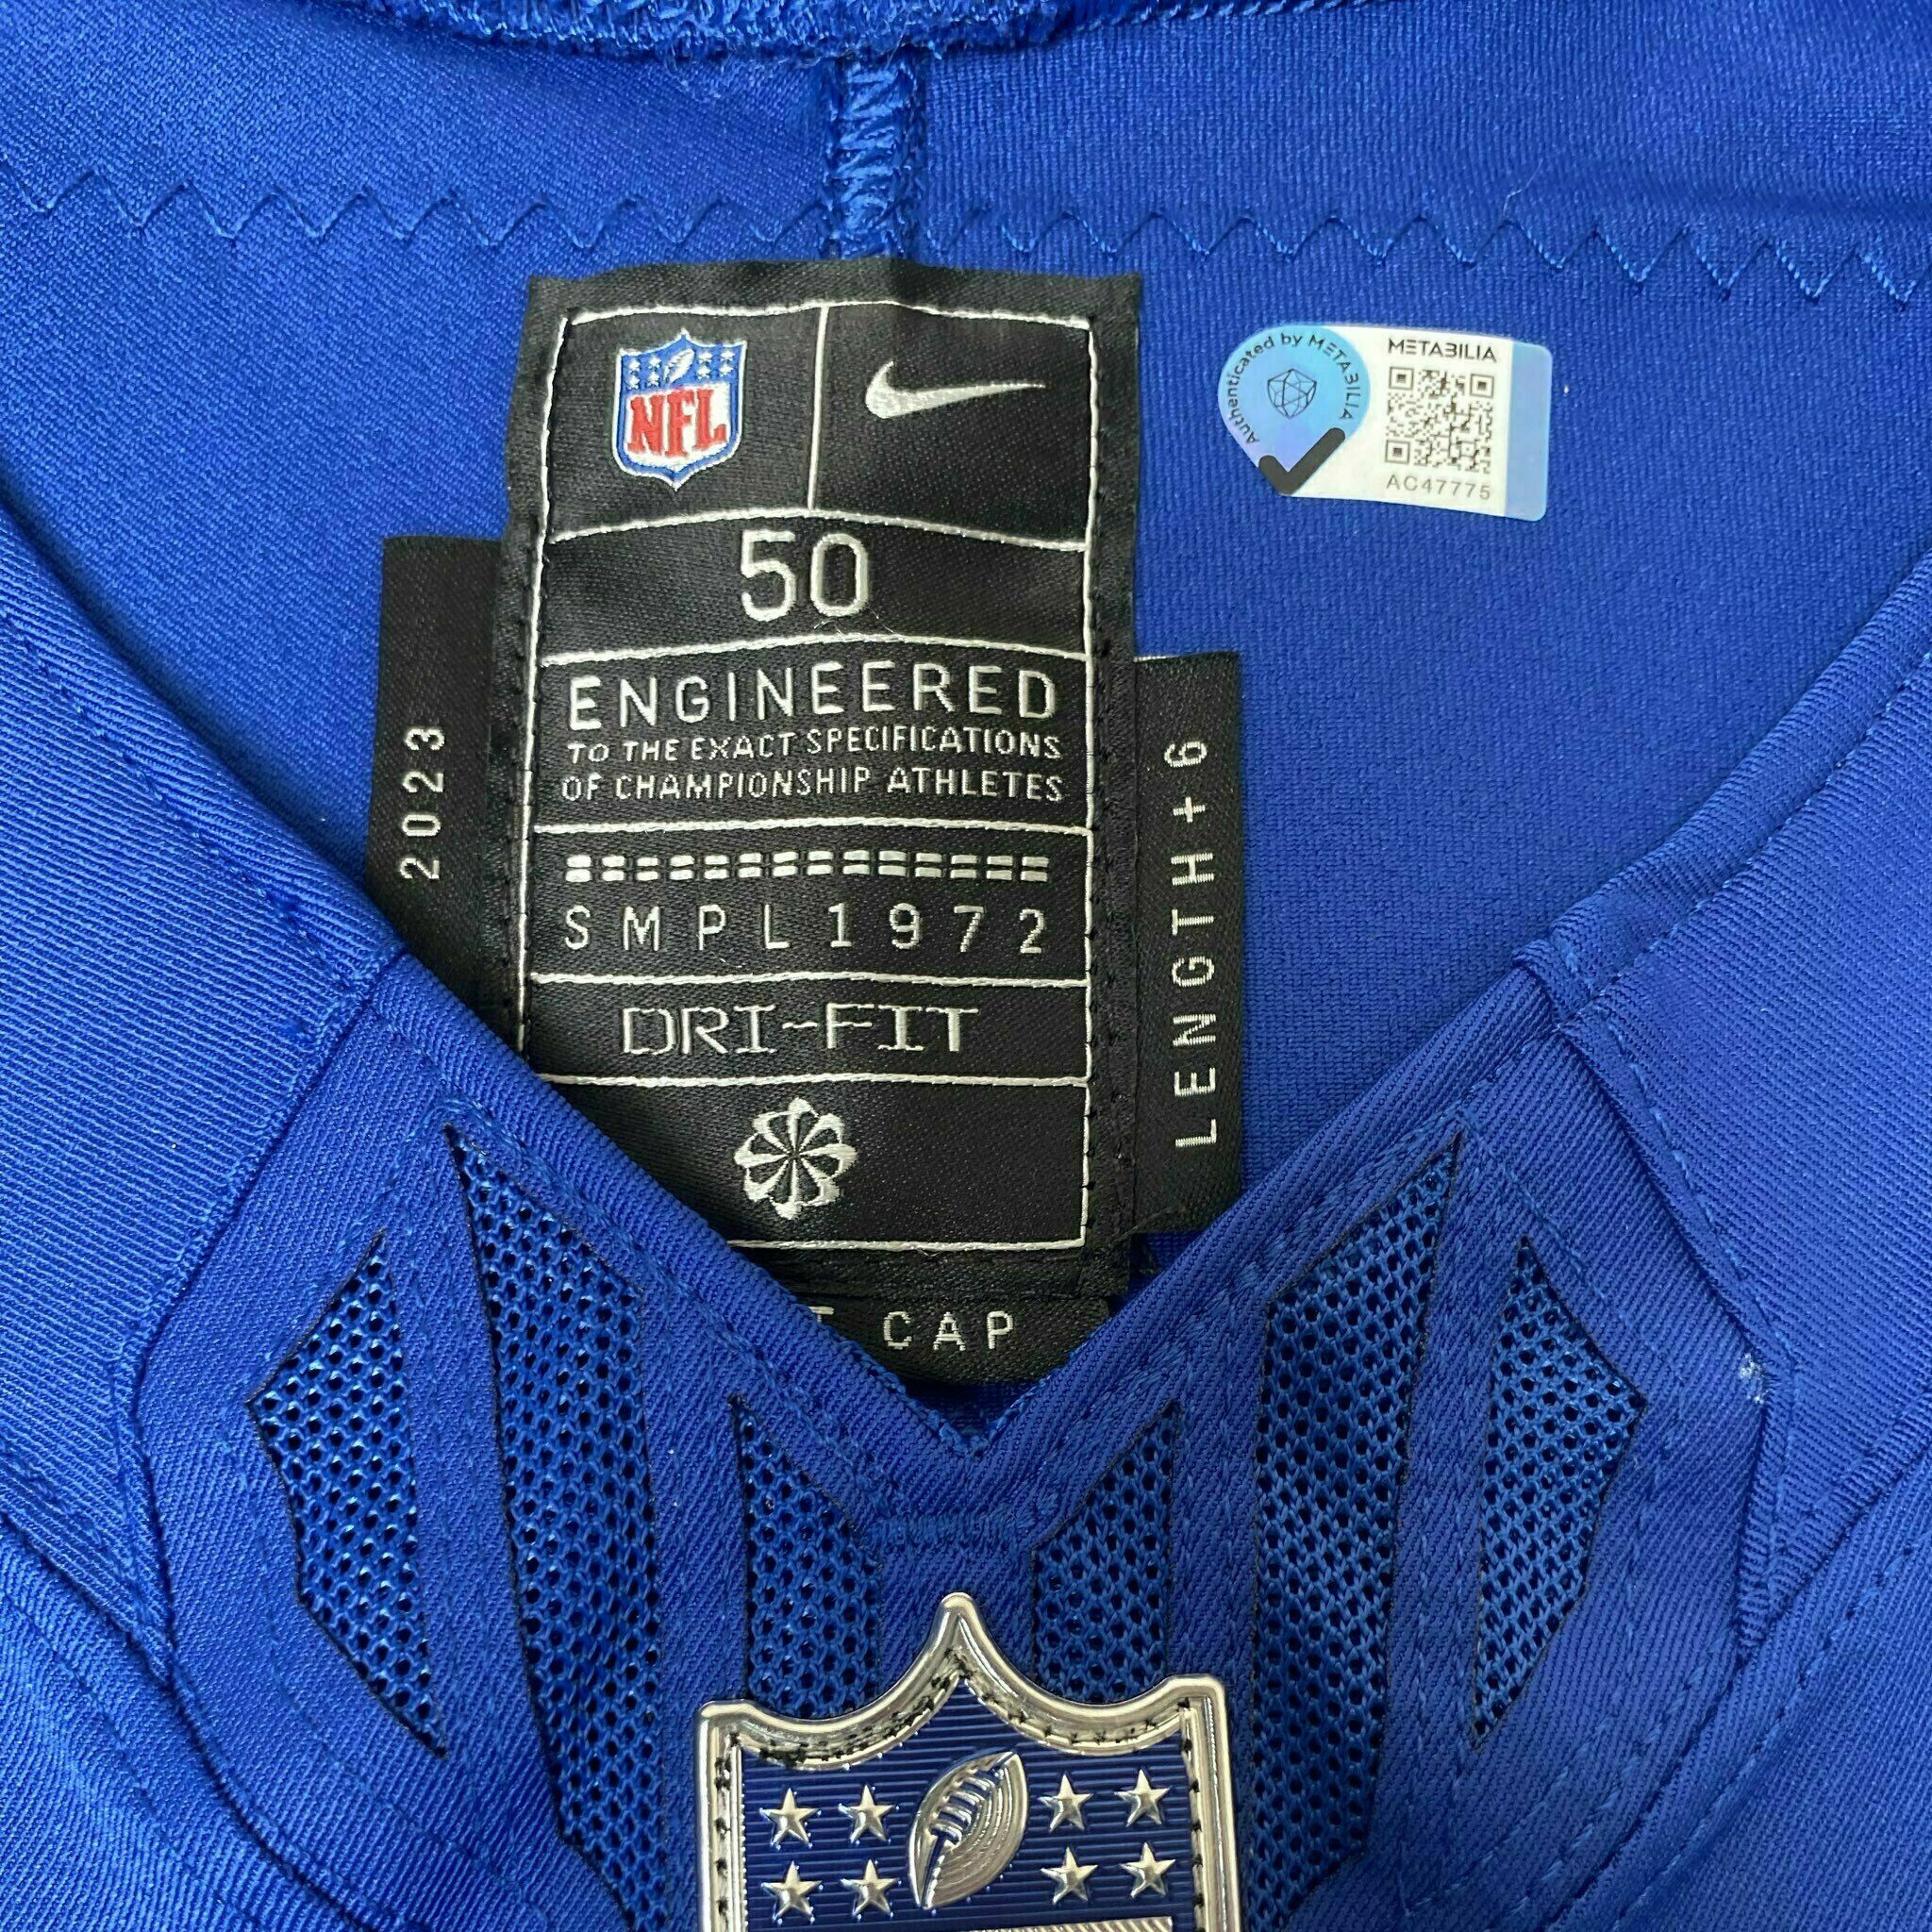 NFL
50
ENGINEERED
TO THE EXACT SPECIFICATIONS
OF CHAMPIONSHIP ATHLETES
SMPL1972
DRI-FIT
CAP
2023
LENGTH+6
Authenticated by METABILIA
METABILIA
AC47775